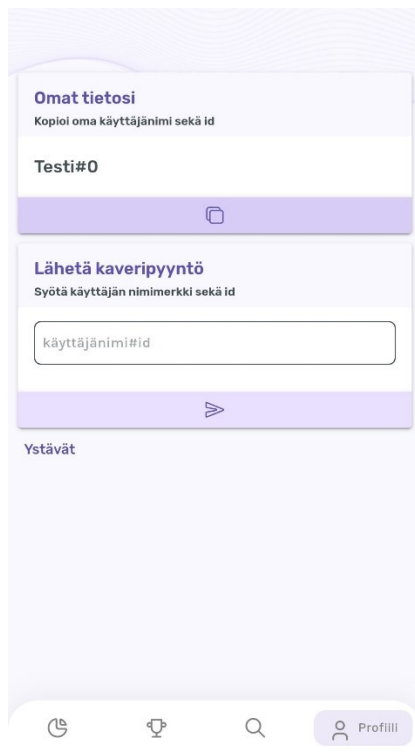 Omat tietosi
Kopioi oma käyttäjänimi sekä id
Testi#0
Lähetä kaveripyyntö
Syötä käyttäjän nimimerkki sekä id
käyttäjänimi#id
Ystävät
Profiili